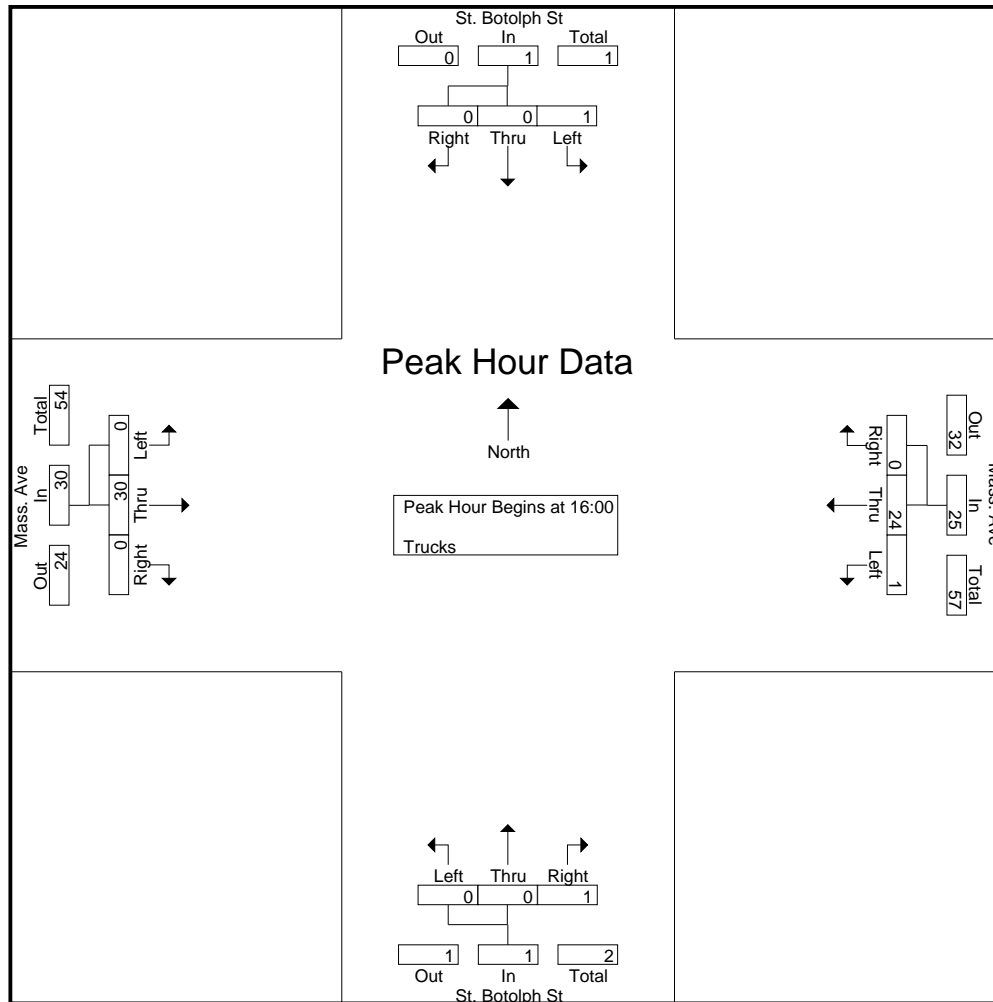 St. Botolph St
Out In Total
0 1 1
0 0 1
Right Thru Left
Peak Hour Data
North
Peak Hour Begins at 16:00
Trucks
Mass. Ave
Out In Total
24 30 54
0 30 0
Right Thru Left
Mass. Ave
Out In Total
32 25 57
0 24 1
Right Thru Left
Left Thru Right
0 0 1
1 1 2
Out In Total
St. Botolph St